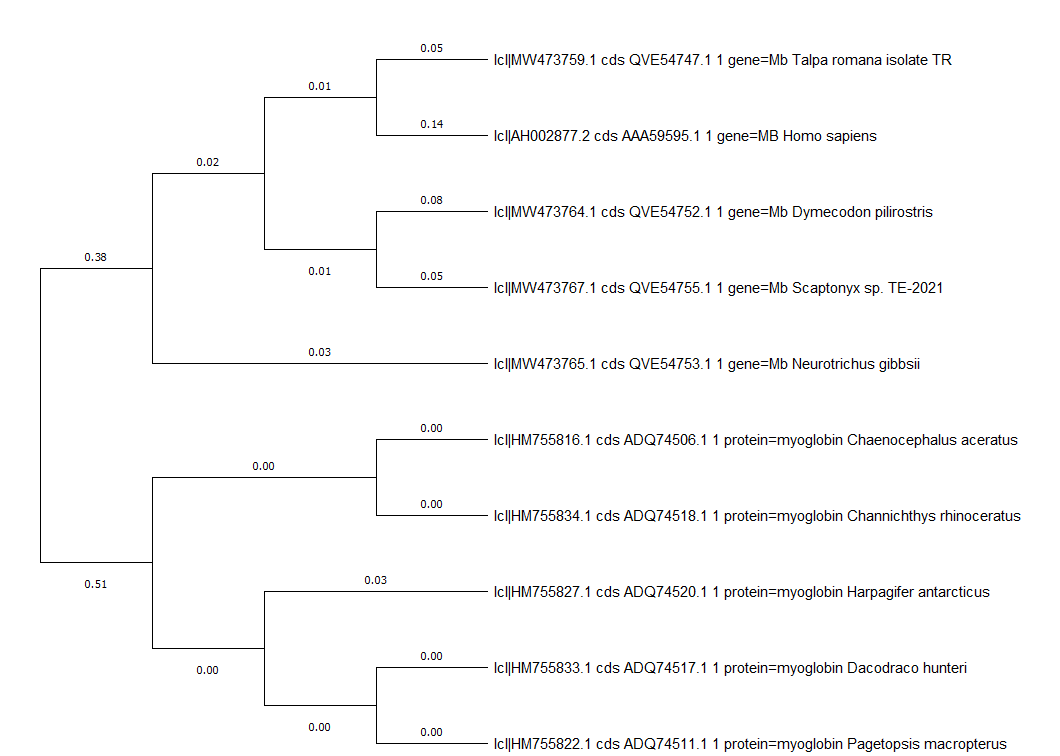 0.05
lcl|MW473759.1 cds QVE54747.1 1 gene=Mb Talpa romana isolate TR
0.01
0.14
lcl|AH002877.2 cds AAA59595.1 1 gene=MB Homo sapiens
0.02
0.08
lcl|MW473764.1 cds QVE54752.1 1 gene=Mb Dymecodon pilirostris
0.38
0.01
0.05
lcl|MW473767.1 cds QVE54755.1 1 gene=Mb Scaptonyx sp. TE-2021
0.03
lcl|MW473765.1 cds QVE54753.1 1 gene=Mb Neurotrichus gibbsii
0.00
lcl|HM755816.1 cds ADQ74506.1 1 protein=myoglobin Chaenocephalus aceratus
0.00
0.00
lcl|HM755834.1 cds ADQ74518.1 1 protein=myoglobin Channichthys rhinoceratus
0.51
0.03
lcl|HM755827.1 cds ADQ74520.1 1 protein=myoglobin Harpagifer antarcticus
0.00
0.00
lcl|HM755833.1 cds ADQ74517.1 1 protein=myoglobin Dacodraco hunteri
0.00
0.00
lcl|HM755822.1 cds ADQ74511.1 1 protein=myoglobin Pagetopsis macropterus